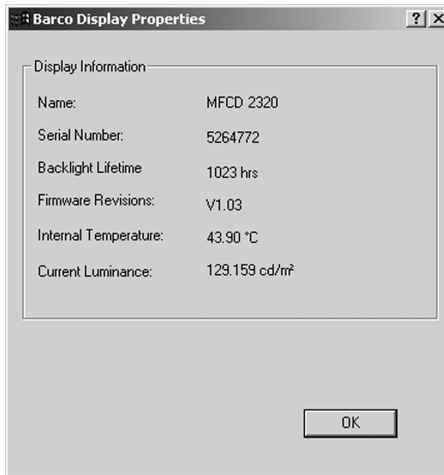 Barco Display Properties
Display Information
Name: MFCD 2320
Serial Number: 5264772
Backlight Lifetime 1023 hrs
Firmware Revisions: V1.03
Internal Temperature: 43.90 °C
Current Luminance: 129.159 cd/m²
OK